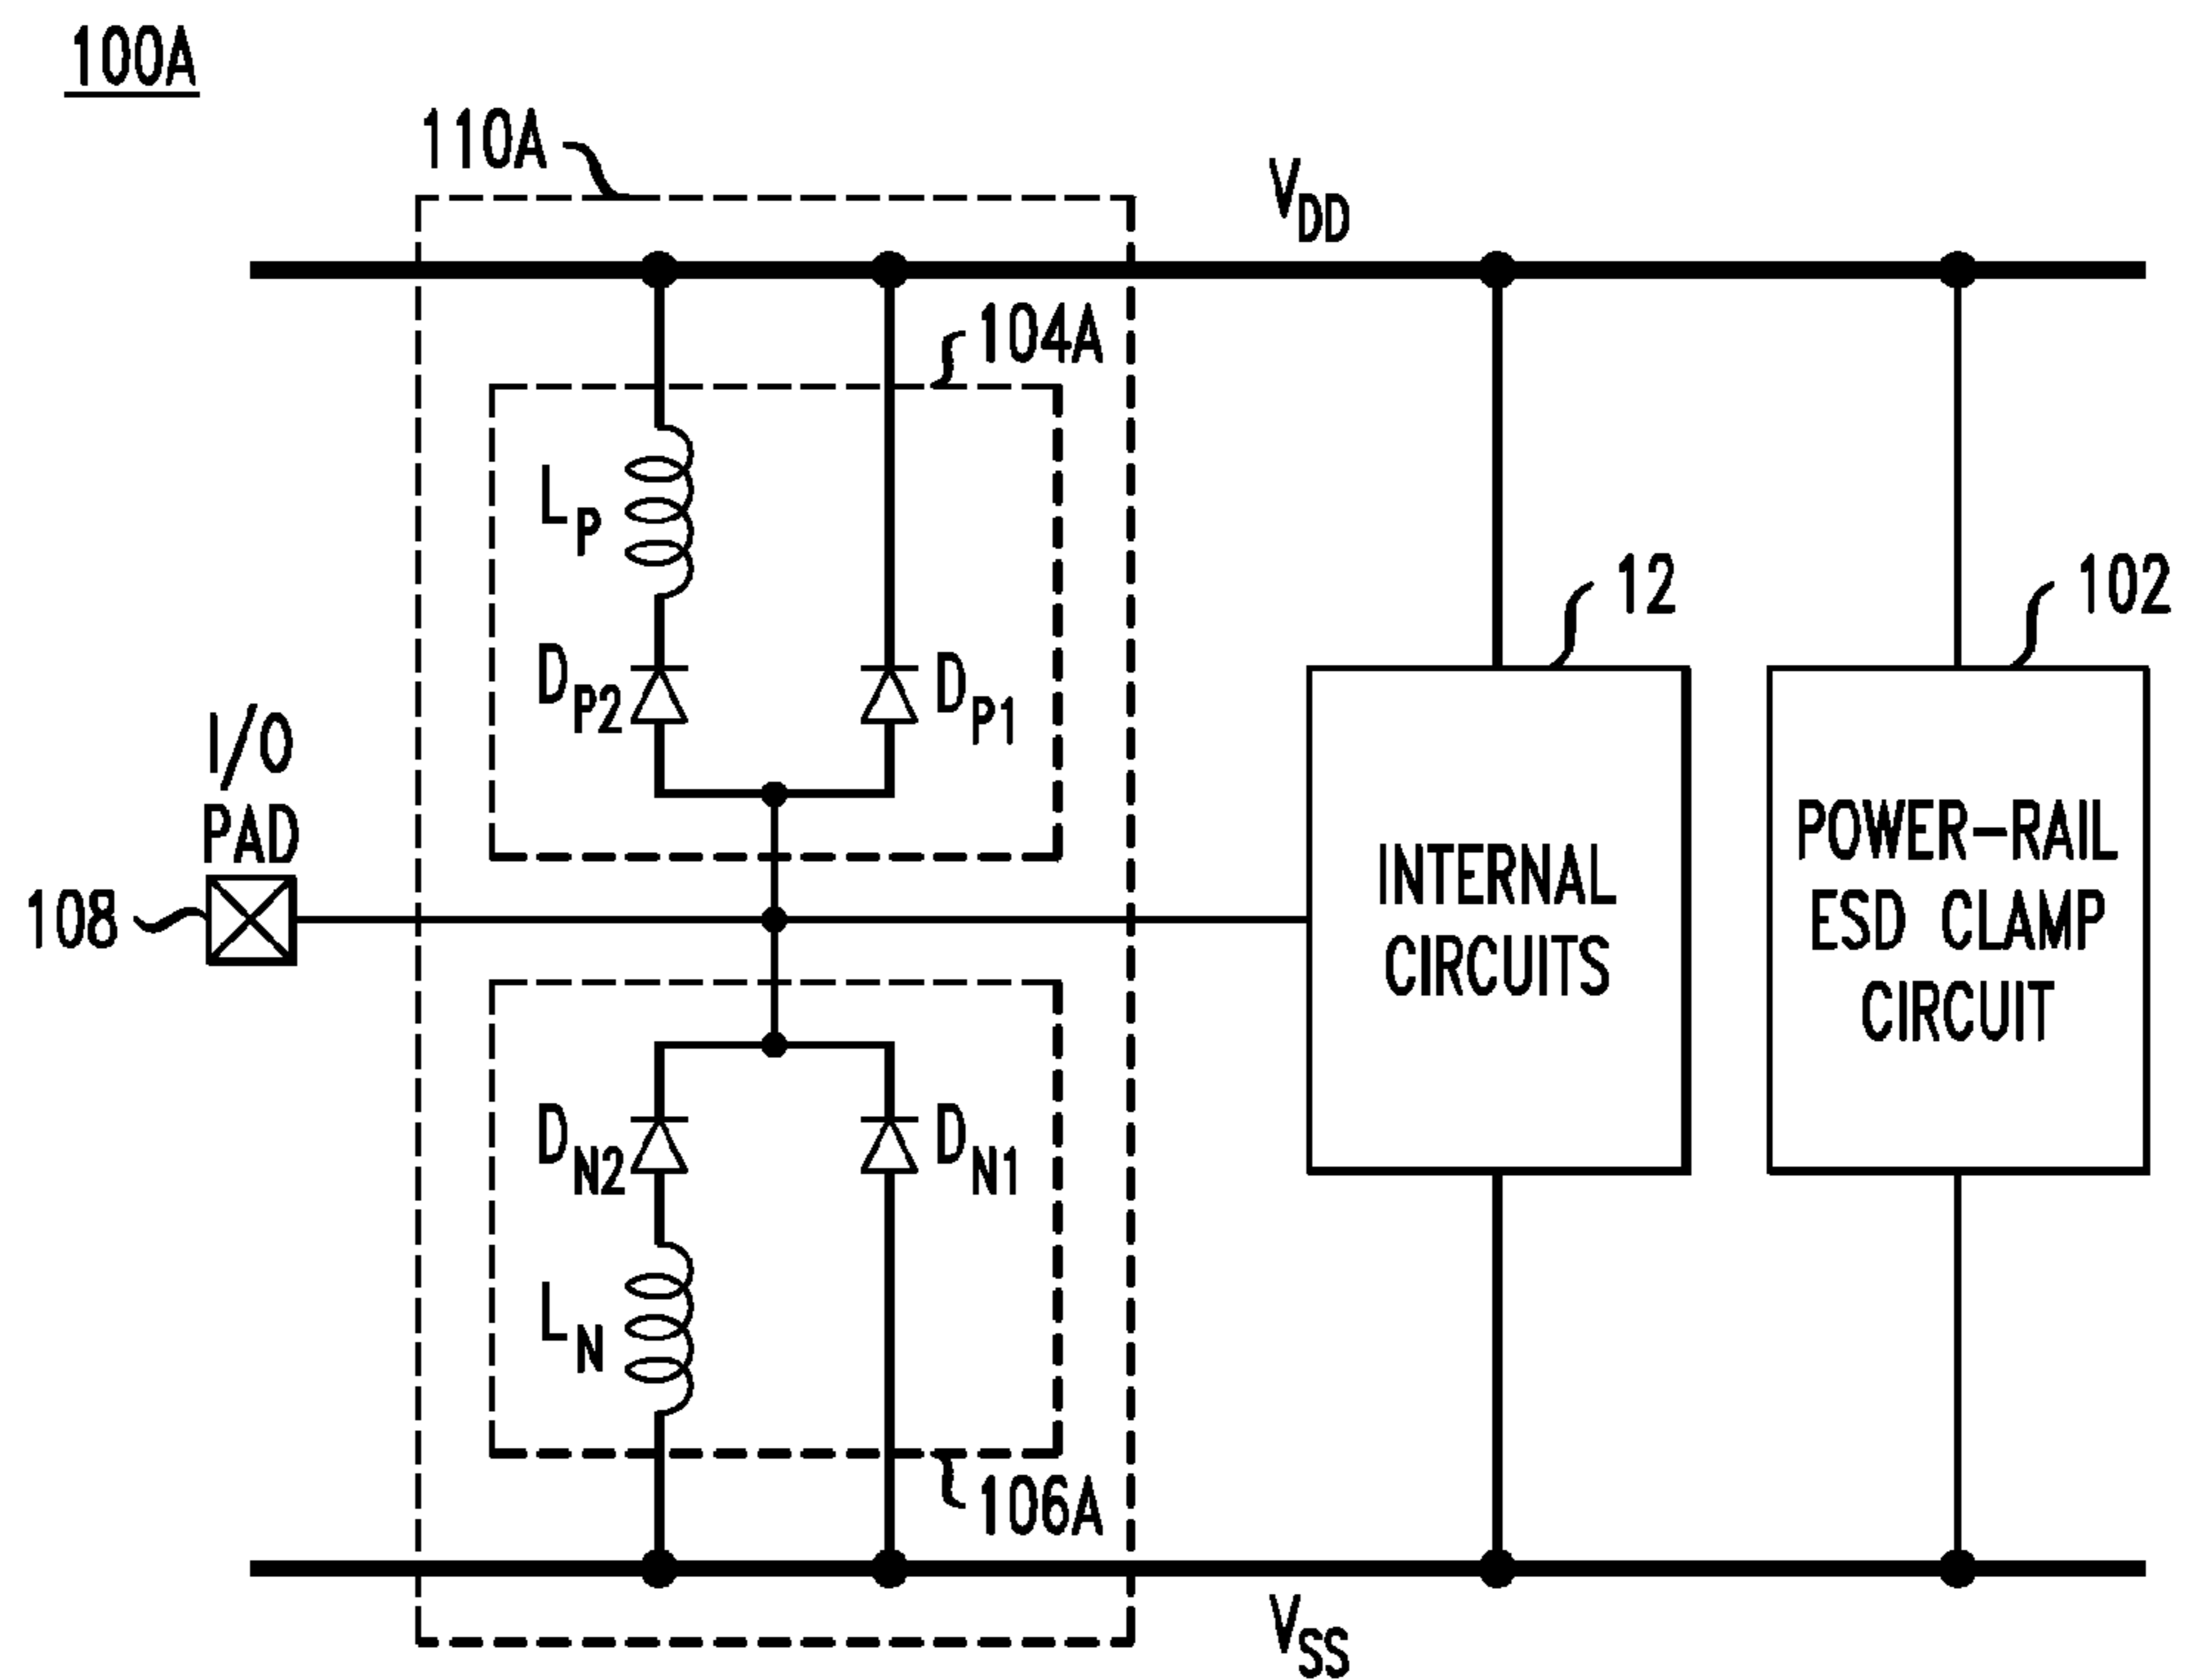 100A
110A
VDD
104A
LP
DP2
DP1
12
102
I/O
PAD
108
INTERNAL
CIRCUITS
POWER-RAIL
ESD CLAMP
CIRCUIT
DN2
DN1
LN
106A
VSS